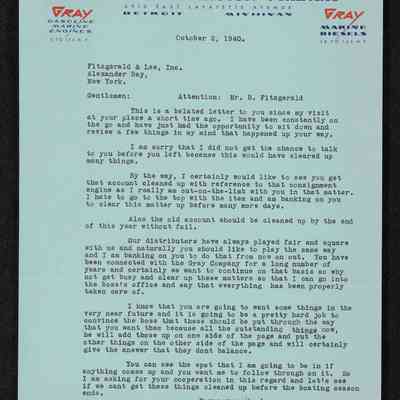 GRAY
GASOLINE
MARINE
ENGINES
GRAY
MARINE
DIESELS
6910 EAST LAFAYETTE AVENUE
DETROIT MICHIGAN
October 2, 1940.
Fitzgerald & Lee, Inc.
Alexander Bay,
New York.
Gentlemen: Attention: Mr. D. Fitzgerald
This is a belated letter to you since my visit
at your place a short time ago. I have been constantly on
the go and have just had the opportunity to sit down and
review a few things in my mind that happened up your way.
I am sorry that I did not get the chance to talk
to you before you left because this would have cleared up
many things.
By the way, I certainly would like to see you get
that account cleaned up with reference to that consignment
engine as I really am out-on-the-limb with you in that matter.
I hate to go to the top with the item and am banking on you
to clear this matter up before many more days.
Also the old account should be cleaned up by the end
of this year without fail.
Our distributors have always played fair and square
with us and naturally you should like to play the same way
and I am banking on you to do that from now on out. You have
been connected with the Gray Company for a long number of
years and certainly we want to continue on that basis so why
not get busy and clear up these matters so that I can go into
the boss's office and say that everything has been properly
taken care of.
I know that you are going to want some things in the
very near future and it is going to be a pretty hard job to
convince the boss that these should be put through the way
that you want them because all the outstanding things now,
he will add those up on one side of the page and put the
other things on the other side of the page and will certainly
give the answer that they dont balance.
You can see the spot that I am going to be in if
anything comes up and you want me to follow through on it. So
I am asking for your cooperation in this regard and let's see
if we cant get these things cleaned up before the boating season
ends.